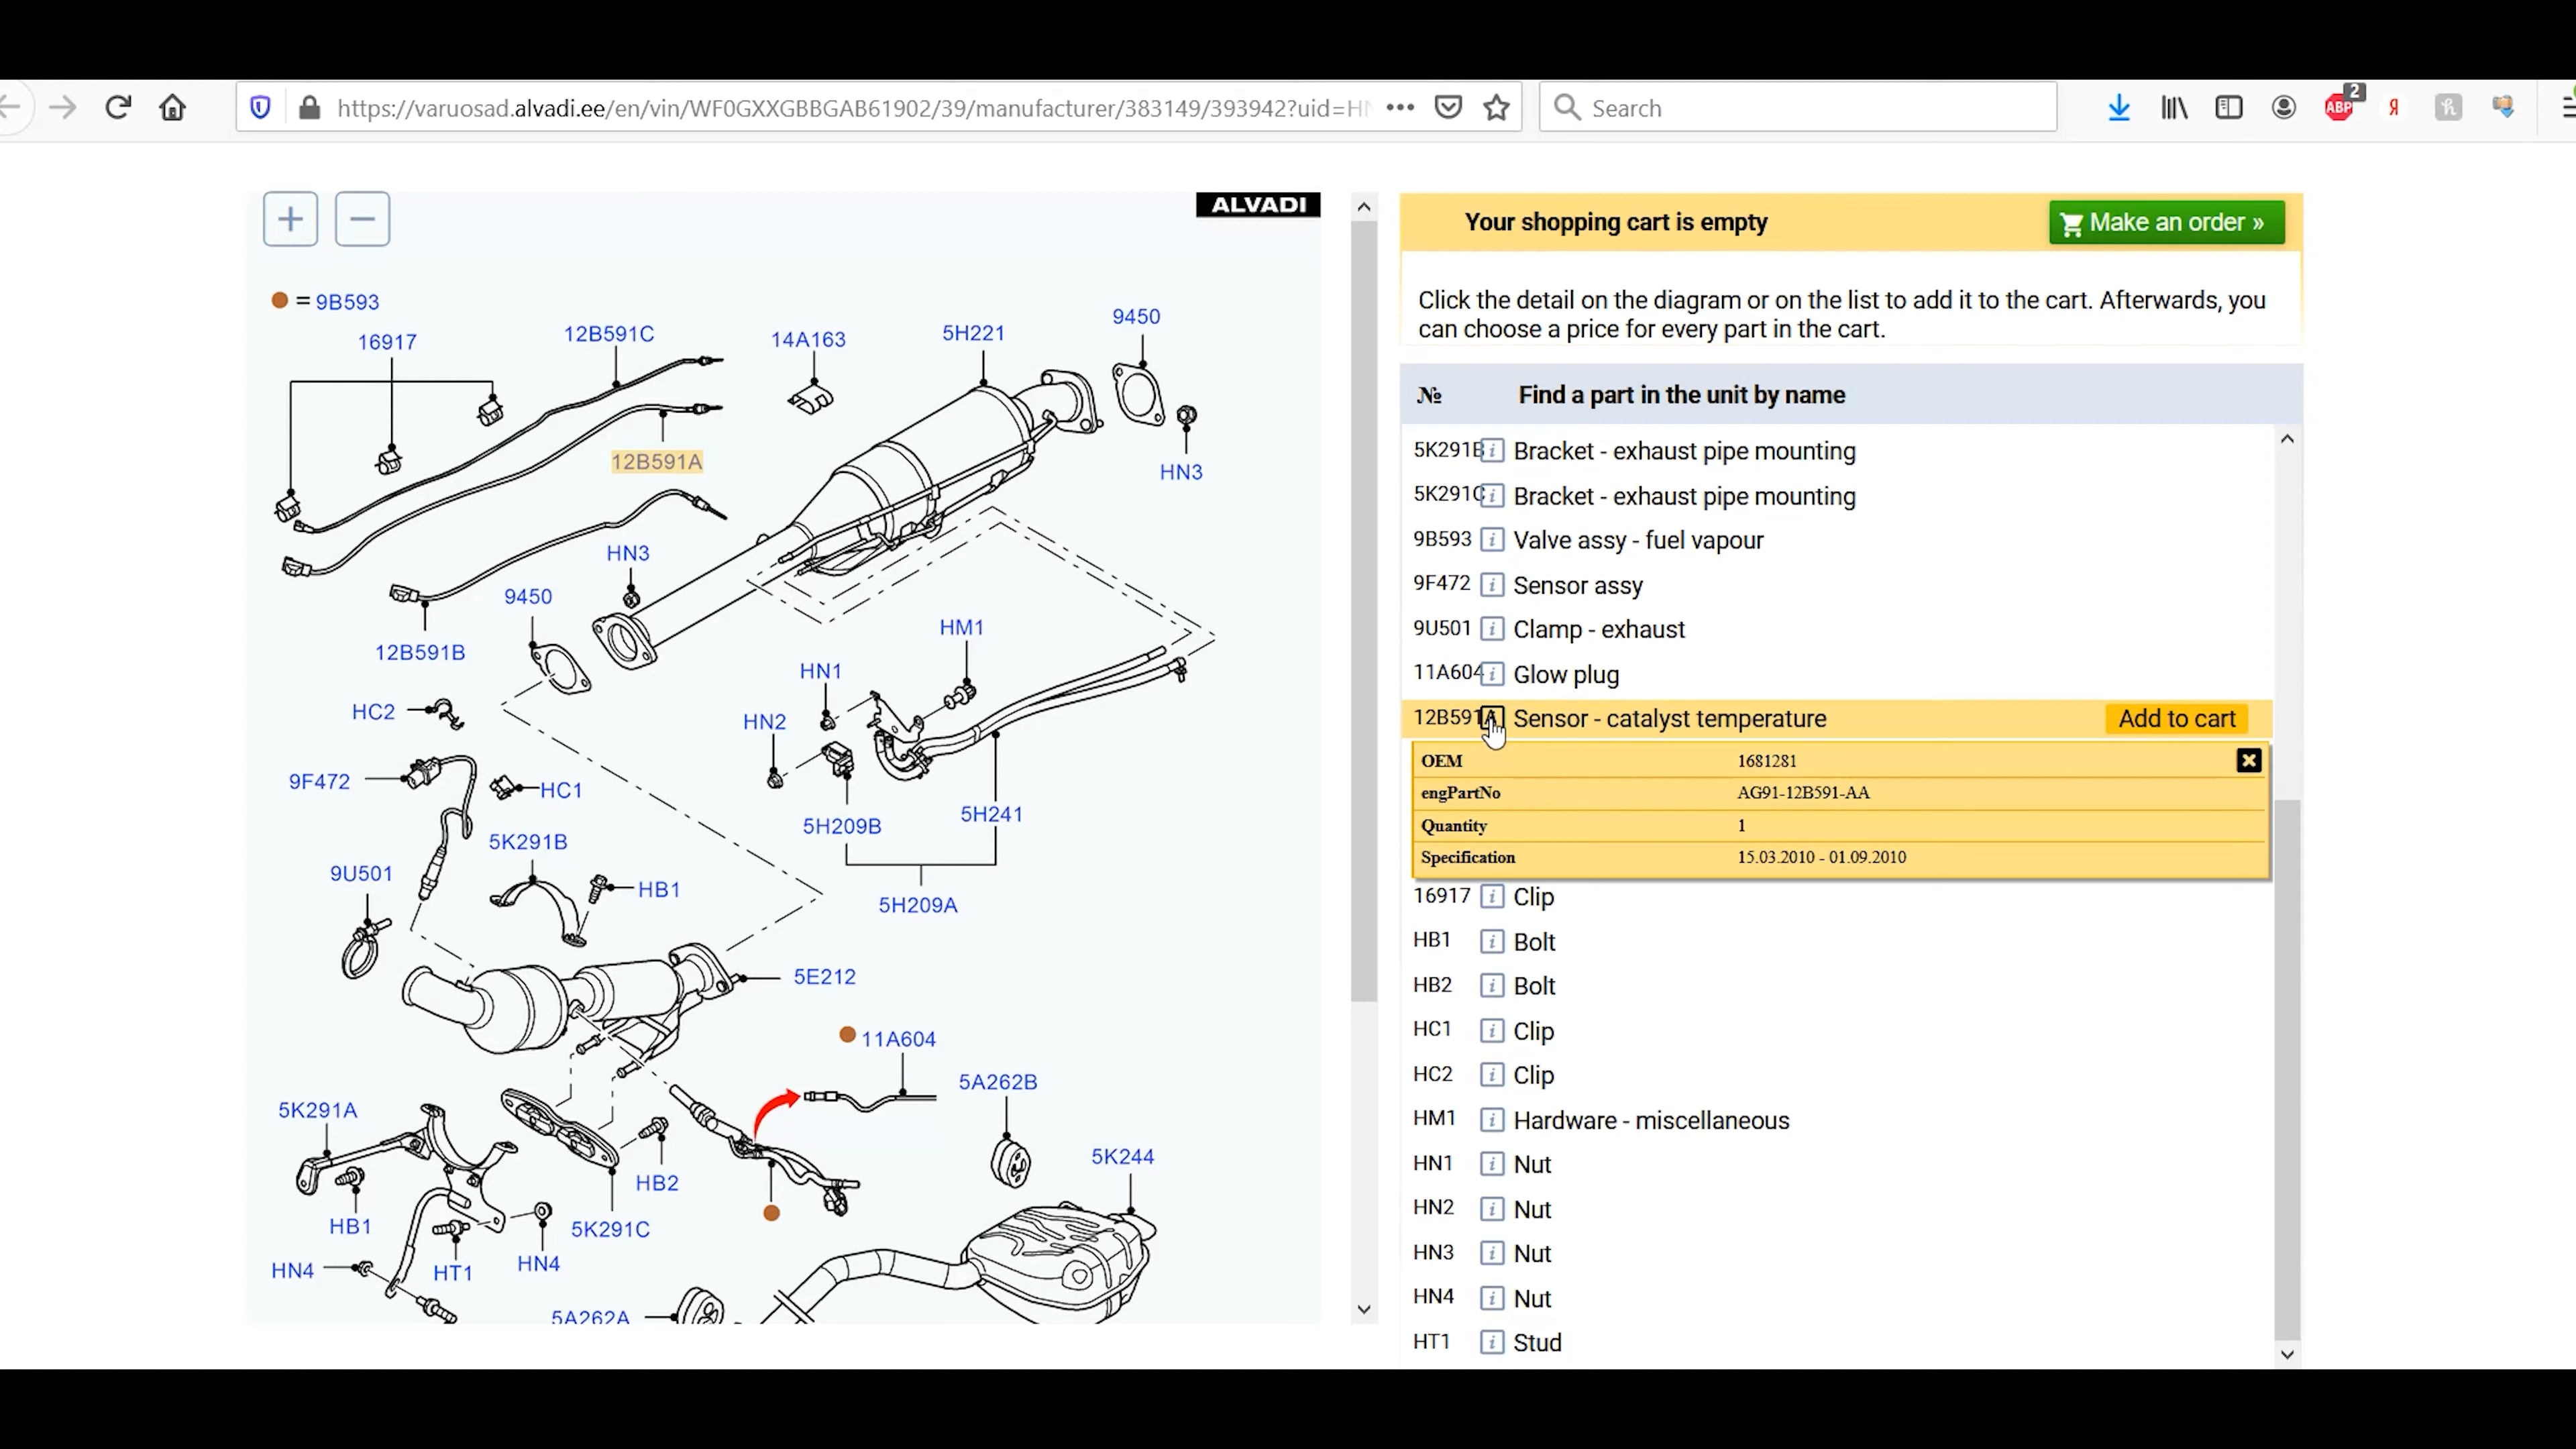 https://varuosad.alvadi.ee/en/vin/WF0GXXGBBGAB61902/39/manufacturer/383149/393942?uid=HN
Search
ABP
2
Я
ALVADI
= 9B593
16917
12B591C
14A163
5H221
9450
12B591A
HN3
HN3
9450
12B591B
HM1
HN1
HC2
HN2
9F472
HC1
5H209B
5H241
5K291B
9U501
HB1
5H209A
5E212
11A604
5A262B
5K291A
5K244
HB2
HB1
5K291C
HN4
HT1
HN4
5A262A
Your shopping cart is empty
Make an order »
Click the detail on the diagram or on the list to add it to the cart. Afterwards, you
can choose a price for every part in the cart.
№ Find a part in the unit by name
5K291B Bracket - exhaust pipe mounting
5K291C Bracket - exhaust pipe mounting
9B593 Valve assy - fuel vapour
9F472 Sensor assy
9U501 Clamp - exhaust
11A604 Glow plug
12B591A Sensor - catalyst temperature Add to cart
OEM 1681281
engPartNo AG91-12B591-AA
Quantity 1
Specification 15.03.2010 - 01.09.2010
16917 Clip
HB1 Bolt
HB2 Bolt
HC1 Clip
HC2 Clip
HM1 Hardware - miscellaneous
HN1 Nut
HN2 Nut
HN3 Nut
HN4 Nut
HT1 Stud